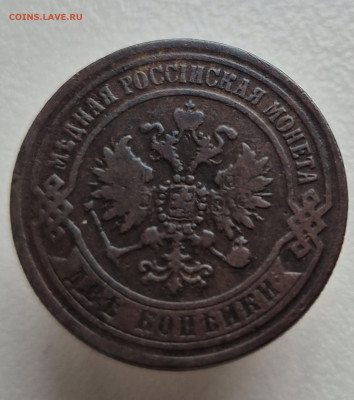 COINS.LAVE.RU
МѢДНАЯ РОССІЙСКАЯ МОНЕТА
ДВѢ КОПѢЙКИ